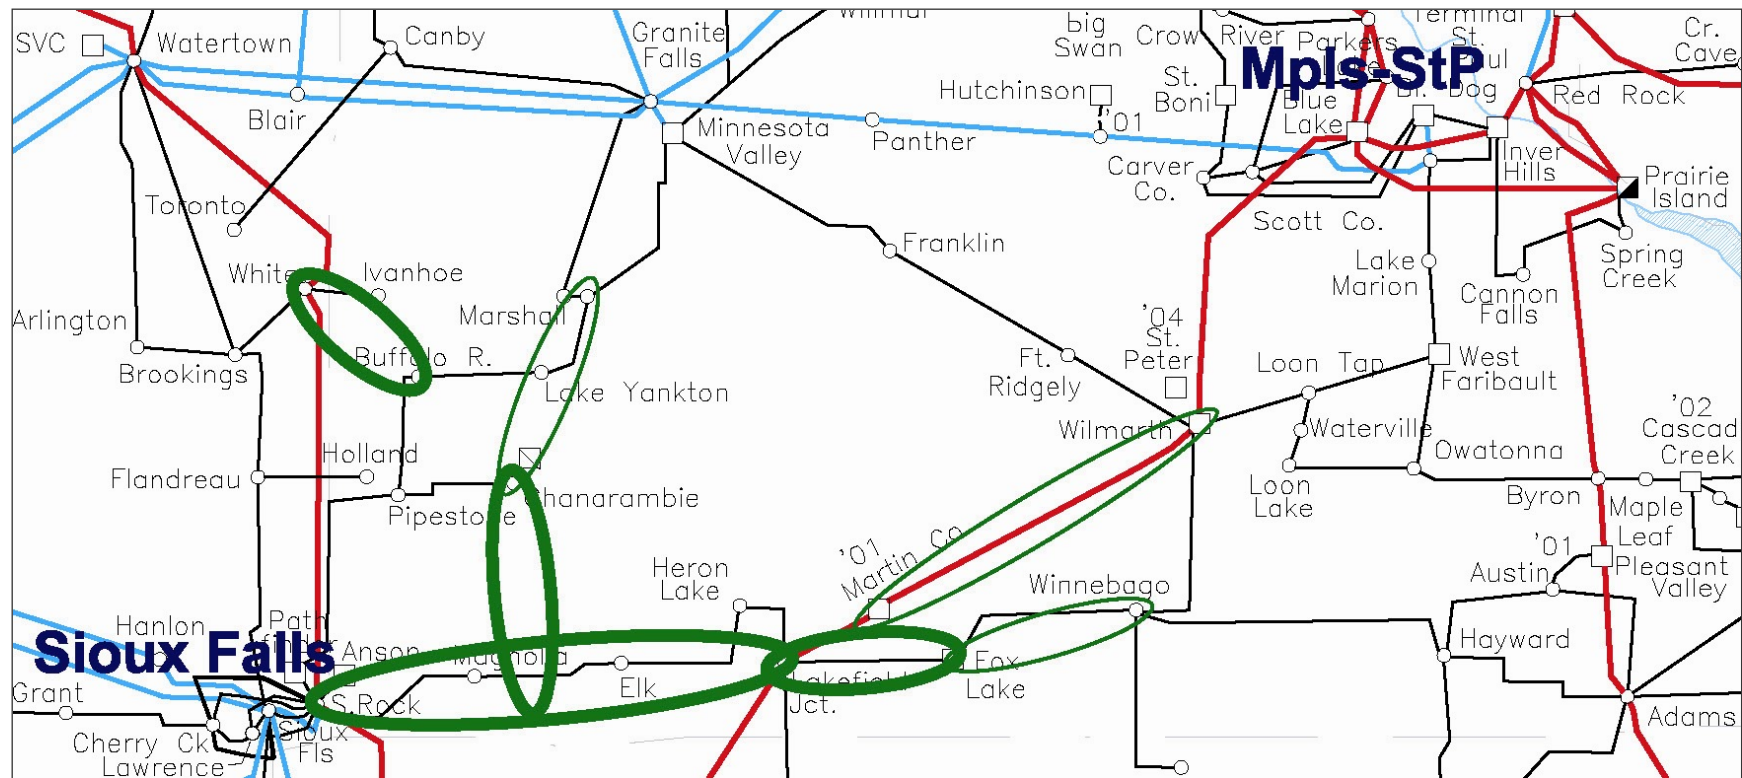 SVC
Watertown
Canby
Granite
Falls
Big
Swan
Crow
River
Parkers
Terminal
St.
Paul
Cr.
Cave
Mpls-StP
Blair
Minnesota
Valley
Panther
Hutchinson
'01
St.
Boni
Blue
Lake
Dog
Red Rock
Inver
Hills
Carver
Co.
Scott Co.
Prairie
Island
Spring
Creek
Toronto
White
Ivanhoe
Franklin
Lake
Marion
Cannon
Falls
Arlington
Brookings
Marshall
Buffalo R.
Lake Yankton
Ft.
Ridgely
'04
St.
Peter
Loon Tap
West
Faribault
Wilmarth
Waterville
Owatonna
'02
Cascad
Creek
Flandreau
Holland
Pipestone
Chanarambie
Loon
Lake
Byron
Maple
Leaf
'01
Martin Co.
Heron
Lake
Winnebago
'01
Austin
Pleasant
Valley
Hanlon
Path
Sioux Falls
Anson
Magnolia
Elk
Lakefield
Jct.
Fox
Lake
Hayward
Grant
S.Rock
Cherry Ck
Lawrence
Sioux
Fls
Adams